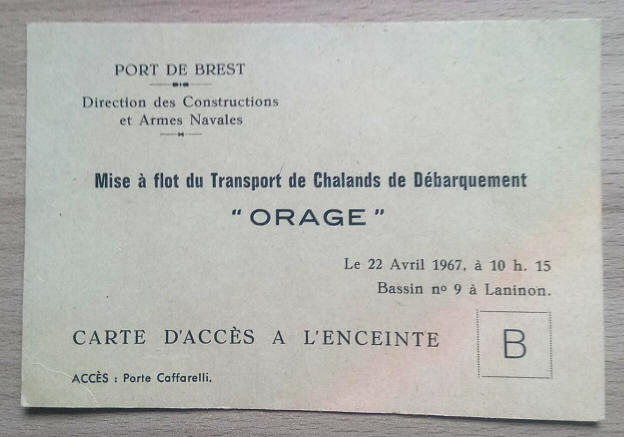 PORT DE BREST
Direction des Constructions
et Armes Navales
Mise à flot du Transport de Chalands de Débarquement
"ORAGE"
Le 22 Avril 1967, à 10 h. 15
Bassin nº 9 à Laninon.
CARTE D'ACCÈS A L'ENCEINTE
B
ACCÈS : Porte Caffarelli.